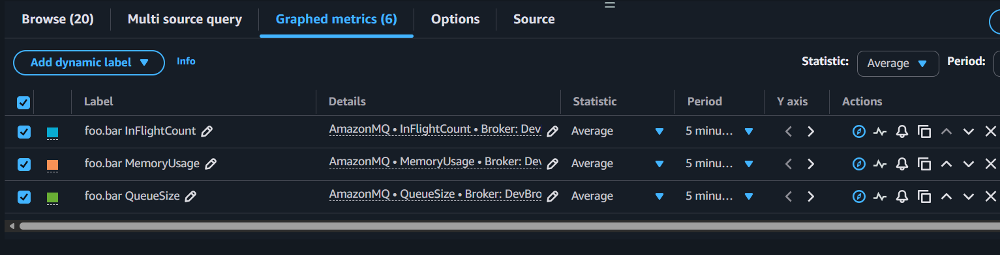 Browse (20) Multi source query Graphed metrics (6) Options Source
Add dynamic label Info Statistic: Average Period:
Label Details Statistic Period Y axis Actions
foo.bar InFlightCount AmazonMQ • InFlightCount • Broker: Dev Average 5 minu...
foo.bar MemoryUsage AmazonMQ • MemoryUsage • Broker: Dev Average 5 minu...
foo.bar QueueSize AmazonMQ • QueueSize • Broker: DevBro Average 5 minu...